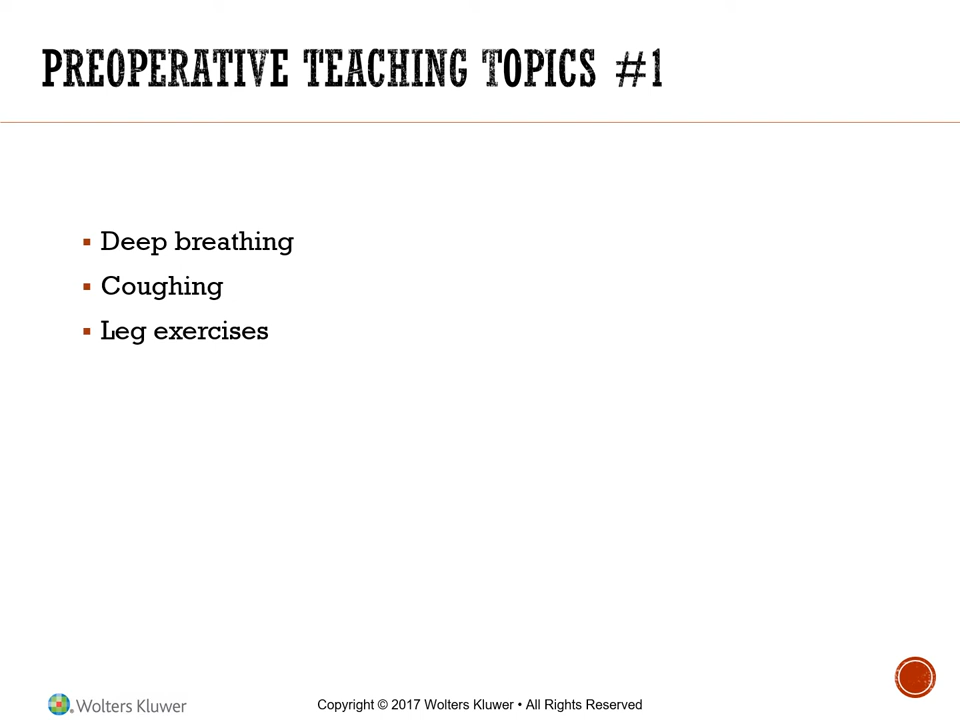 PREOPERATIVE TEACHING TOPICS #1
Deep breathing
Coughing
Leg exercises
Wolters Kluwer
Copyright © 2017 Wolters Kluwer • All Rights Reserved